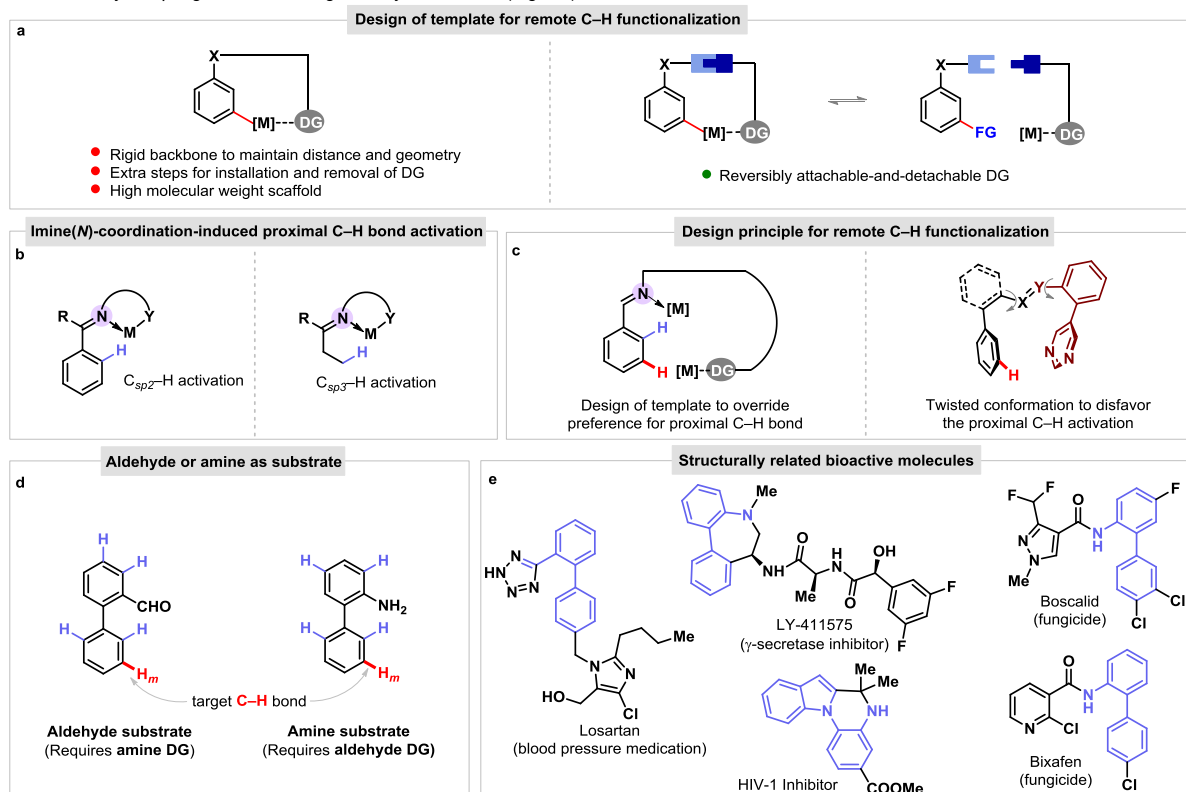 Design of template for remote C–H functionalization
a
X
[M]
DG
Rigid backbone to maintain distance and geometry
Extra steps for installation and removal of DG
High molecular weight scaffold
X
[M]
DG
X
FG
[M]
DG
Reversibly attachable-and-detachable DG
Imine(N)-coordination-induced proximal C–H bond activation
b
R
N
M
Y
H
Csp2–H activation
N
M
Y
R
H
Csp3–H activation
Design principle for remote C–H functionalization
c
N
[M]
H
H
[M]
DG
Design of template to override
preference for proximal C–H bond
X
Y
N
N
H
Twisted conformation to disfavor
the proximal C–H activation
Aldehyde or amine as substrate
d
H
H
CHO
H
H
Hm
H
H
NH2
H
H
Hm
target C–H bond
Aldehyde substrate
(Requires amine DG)
Amine substrate
(Requires aldehyde DG)
Structurally related bioactive molecules
e
N
N
HN
N
N
Me
N
N
HO
Cl
Losartan
(blood pressure medication)
Me
N
O
NH
Me
H
N
O
OH
F
F
LY-411575
(γ-secretase inhibitor)
Me
Me
N
NH
COOMe
HIV-1 Inhibitor
F
F
O
N
N
Me
N
H
F
Cl
Cl
Boscalid
(fungicide)
O
N
H
N
Cl
Cl
Bixafen
(fungicide)